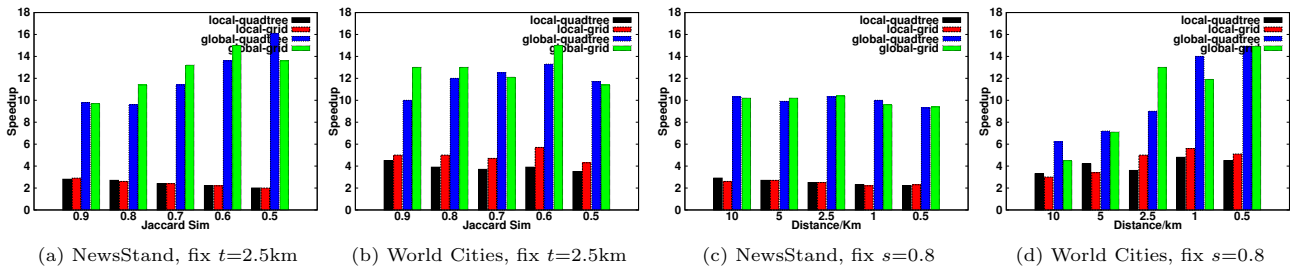 local-quadtree
local-grid
global-quadtree
global-grid
18
16
14
12
10
8
6
4
2
0
Speedup
0.9 0.8 0.7 0.6 0.5
Jaccard Sim
(a) NewsStand, fix t=2.5km
local-quadtree
local-grid
global-quadtree
global-grid
18
16
14
12
10
8
6
4
2
0
Speedup
0.9 0.8 0.7 0.6 0.5
Jaccard Sim
(b) World Cities, fix t=2.5km
local-quadtree
local-grid
global-quadtree
global-grid
18
16
14
12
10
8
6
4
2
0
Speedup
10 5 2.5 1 0.5
Distance/Km
(c) NewsStand, fix s=0.8
local-quadtree
local-grid
global-quadtree
global-grid
18
16
14
12
10
8
6
4
2
0
Speedup
10 5 2.5 1 0.5
Distance/km
(d) World Cities, fix s=0.8